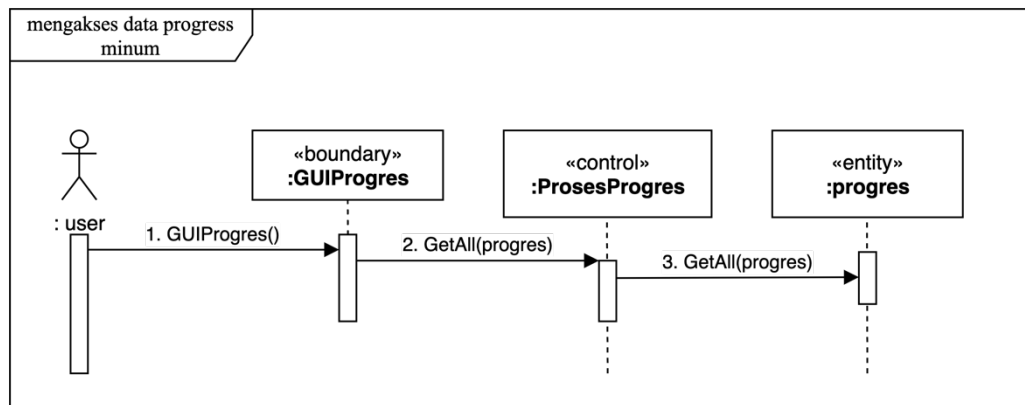 mengakses data progress
minum
«boundary»
:GUIProgres
«control»
:ProsesProgres
«entity»
:progres
: user
1. GUIProgres()
2. GetAll(progres)
3. GetAll(progres)